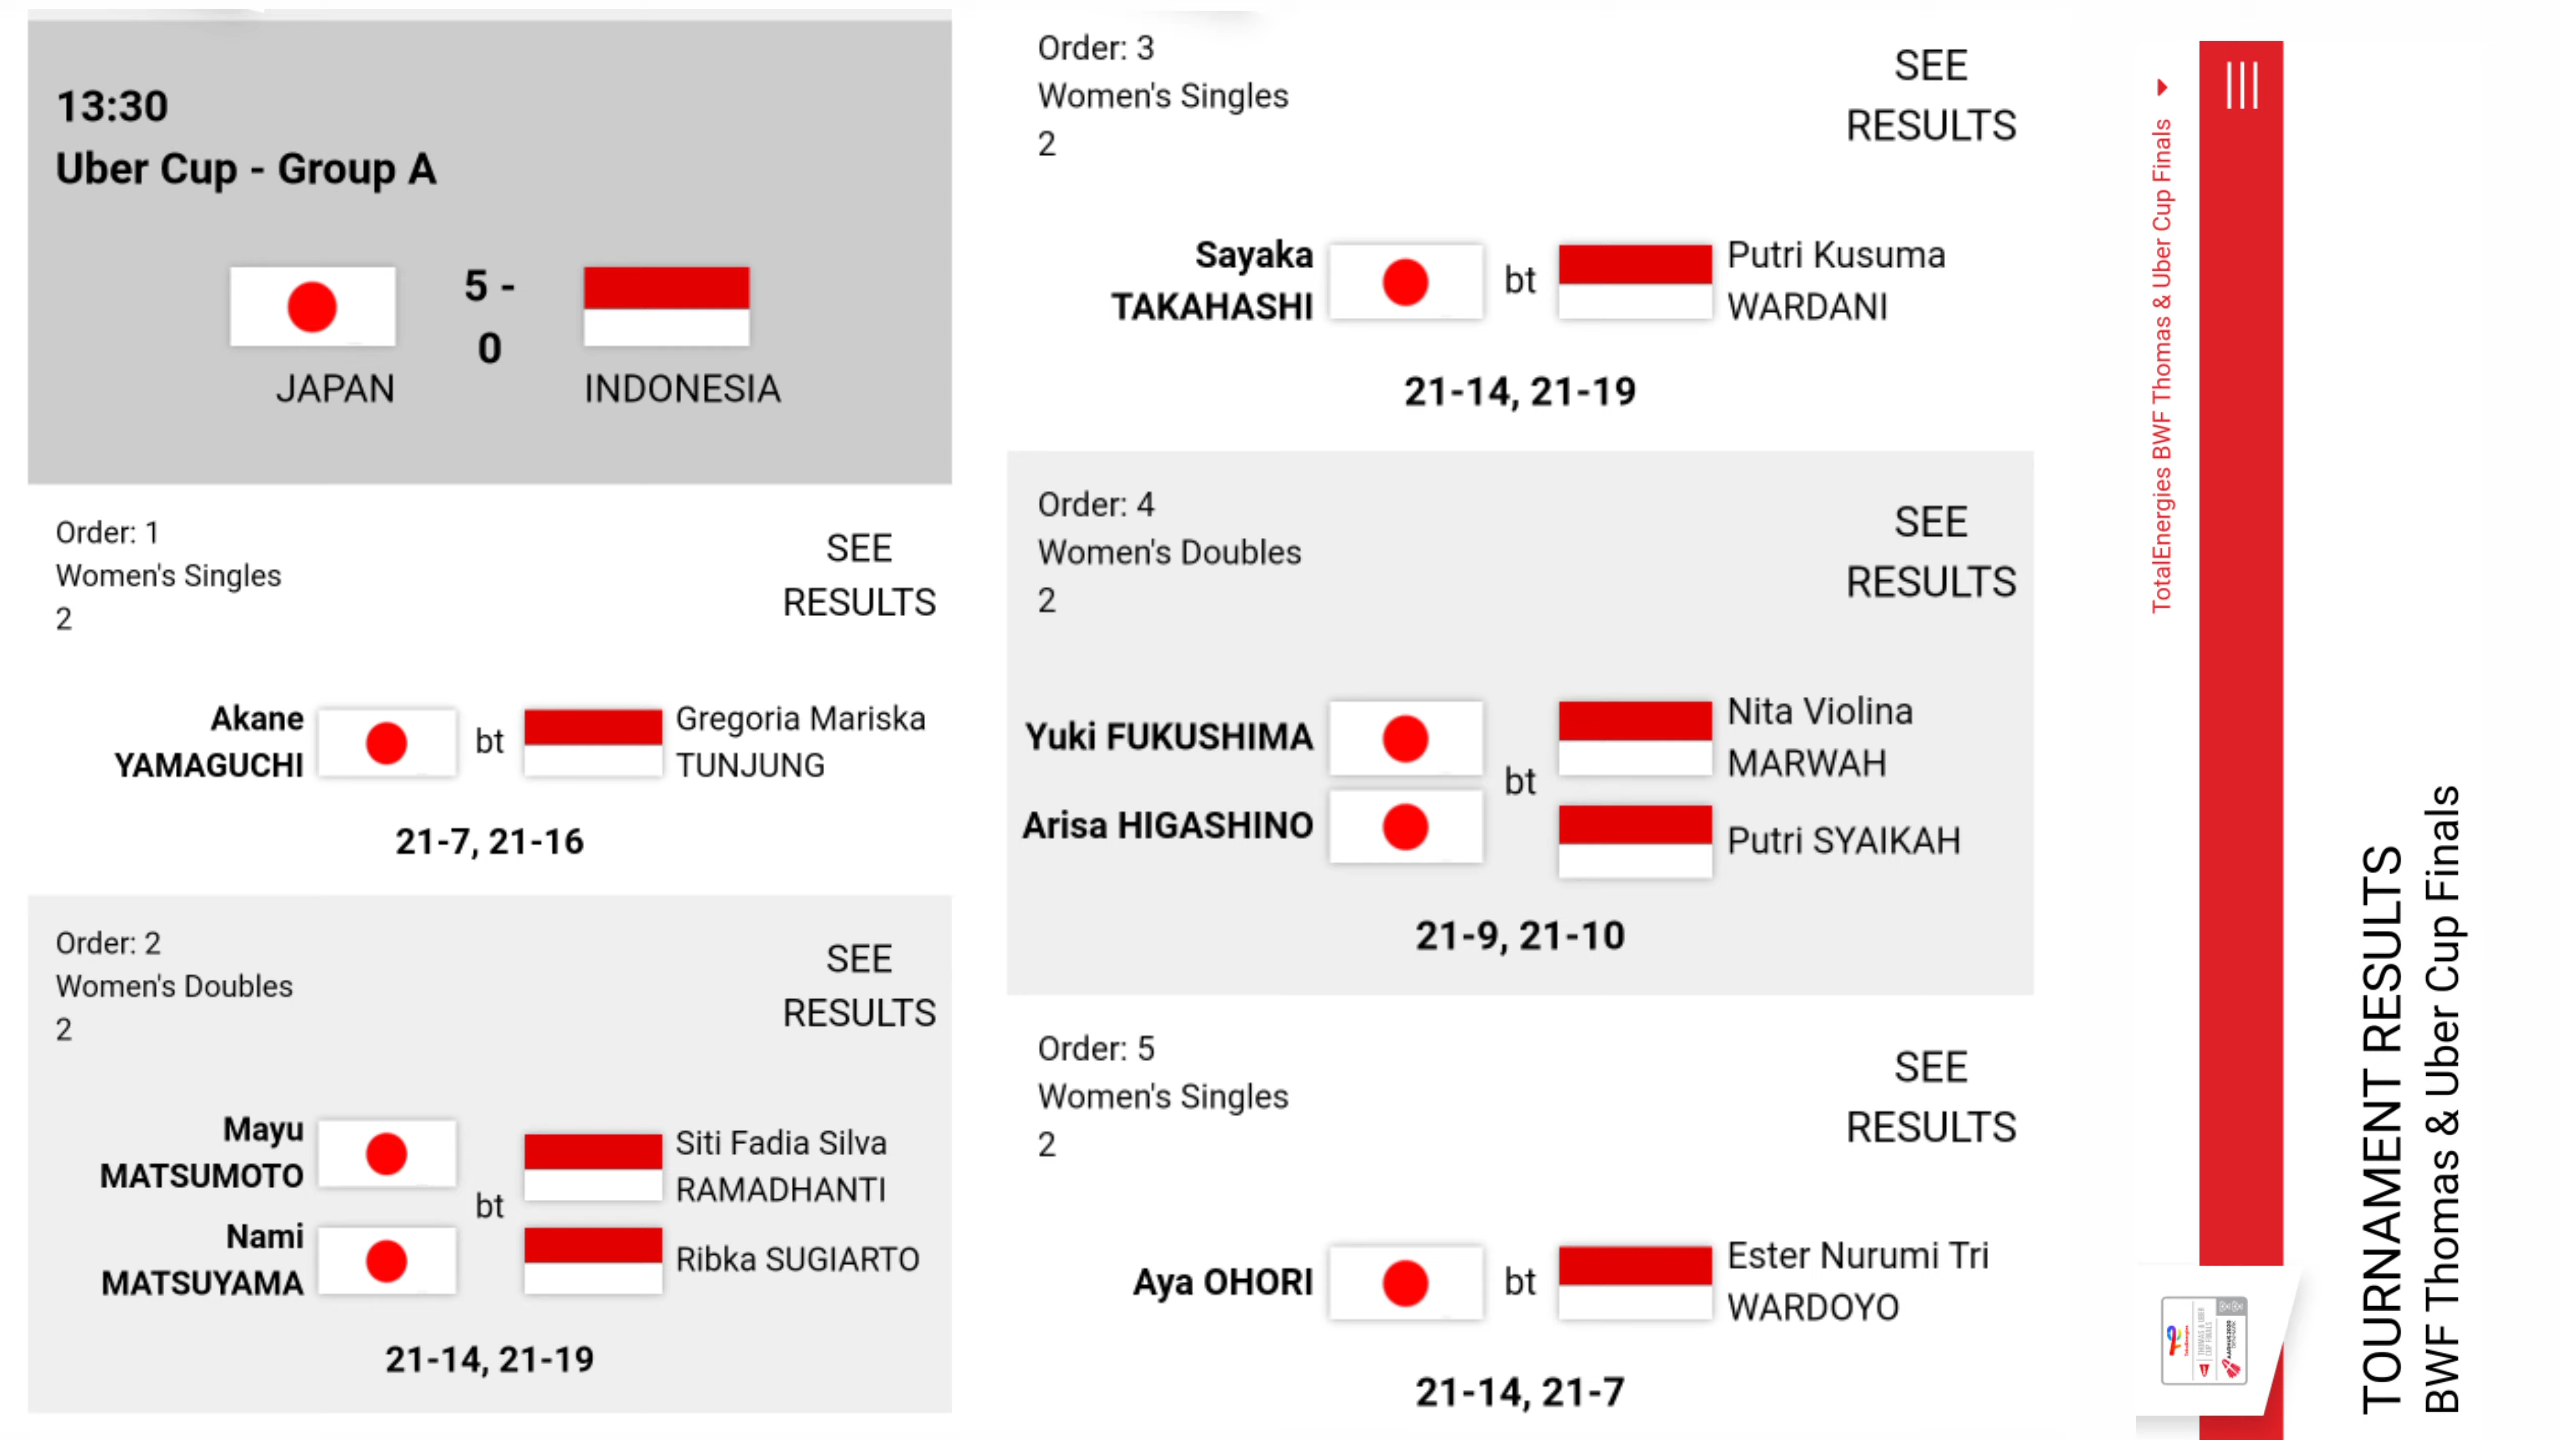 13:30
Uber Cup - Group A
5 -
0
JAPAN
INDONESIA
Order: 1
Women's Singles
2
SEE
RESULTS
Akane
YAMAGUCHI
bt
Gregoria Mariska
TUNJUNG
21-7, 21-16
Order: 2
Women's Doubles
2
SEE
RESULTS
Mayu
MATSUMOTO
Nami
MATSUYAMA
bt
Siti Fadia Silva
RAMADHANTI
Ribka SUGIARTO
21-14, 21-19
Order: 3
Women's Singles
2
SEE
RESULTS
Sayaka
TAKAHASHI
bt
Putri Kusuma
WARDANI
21-14, 21-19
Order: 4
Women's Doubles
2
SEE
RESULTS
Yuki FUKUSHIMA
Arisa HIGASHINO
bt
Nita Violina
MARWAH
Putri SYAIKAH
21-9, 21-10
Order: 5
Women's Singles
2
SEE
RESULTS
Aya OHORI
bt
Ester Nurumi Tri
WARDOYO
21-14, 21-7
TotalEnergies BWF Thomas & Uber Cup Finals
TOURNAMENT RESULTS
BWF Thomas & Uber Cup Finals